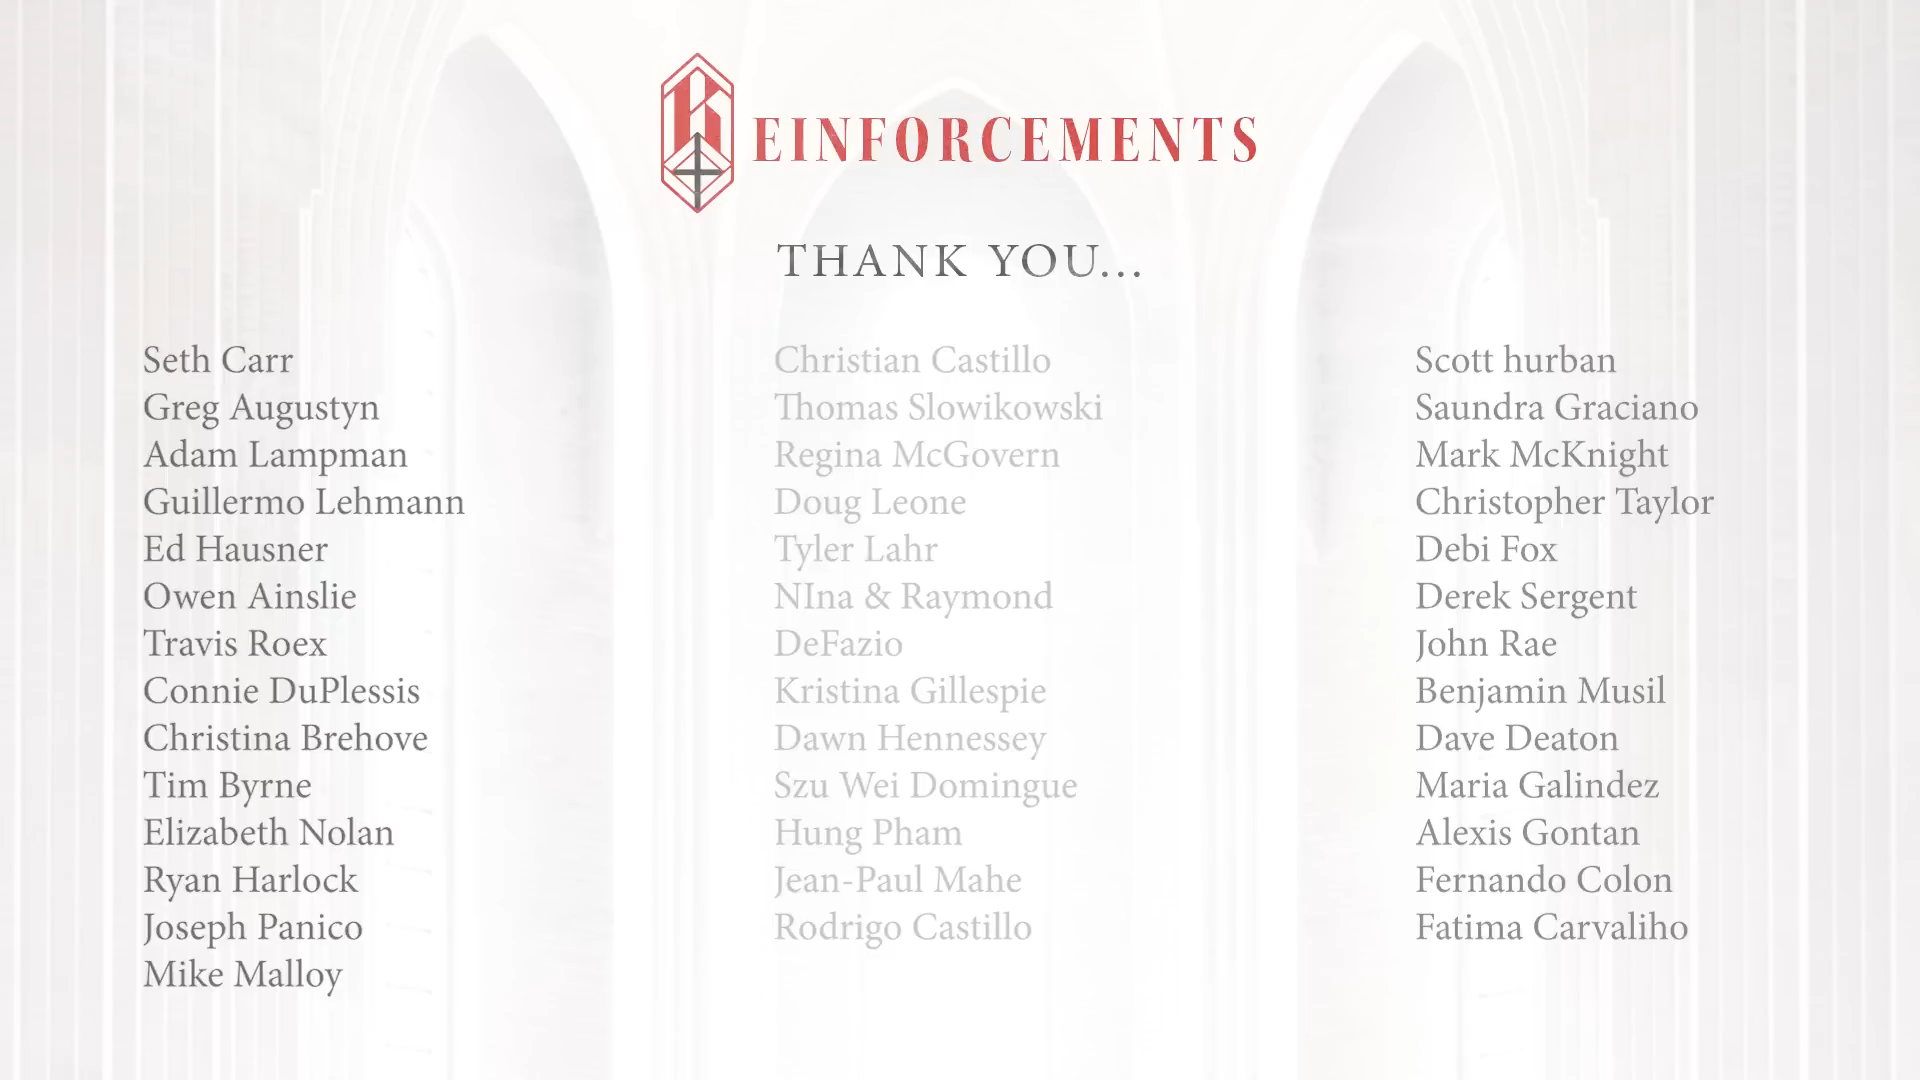 REINFORCEMENTS
THANK YOU...
Seth Carr
Greg Augustyn
Adam Lampman
Guillermo Lehmann
Ed Hausner
Owen Ainslie
Travis Roex
Connie DuPlessis
Christina Brehove
Tim Byrne
Elizabeth Nolan
Ryan Harlock
Joseph Panico
Mike Malloy
Christian Castillo
Thomas Slowikowski
Regina McGovern
Doug Leone
Tyler Lahr
NIna & Raymond
DeFazio
Kristina Gillespie
Dawn Hennessey
Szu Wei Domingue
Hung Pham
Jean-Paul Mahe
Rodrigo Castillo
Scott hurban
Saundra Graciano
Mark McKnight
Christopher Taylor
Debi Fox
Derek Sergent
John Rae
Benjamin Musil
Dave Deaton
Maria Galindez
Alexis Gontan
Fernando Colon
Fatima Carvaliho